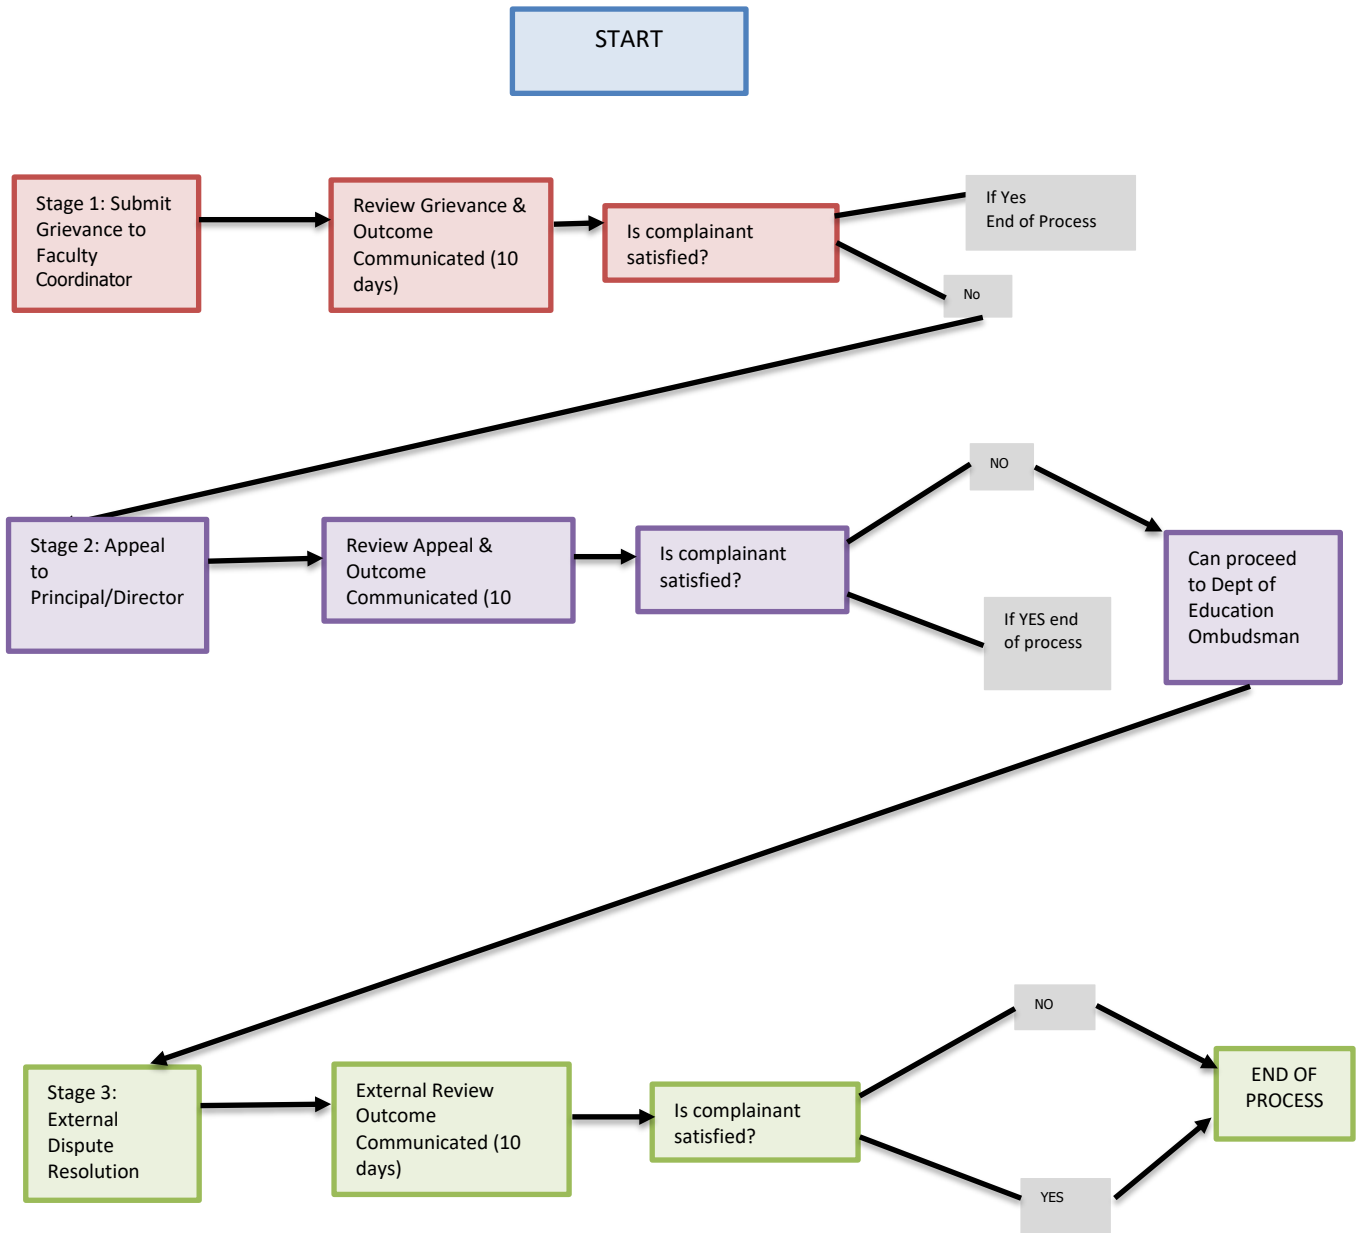 START
Stage 1: Submit
Grievance to
Faculty
Coordinator
Review Grievance &
Outcome
Communicated (10
days)
Is complainant
satisfied?
If Yes
End of Process
No
Stage 2: Appeal
to
Principal/Director
Review Appeal &
Outcome
Communicated (10
Is complainant
satisfied?
NO
If YES end
of process
Can proceed
to Dept of
Education
Ombudsman
Stage 3:
External
Dispute
Resolution
External Review
Outcome
Communicated (10
days)
Is complainant
satisfied?
NO
YES
END OF
PROCESS